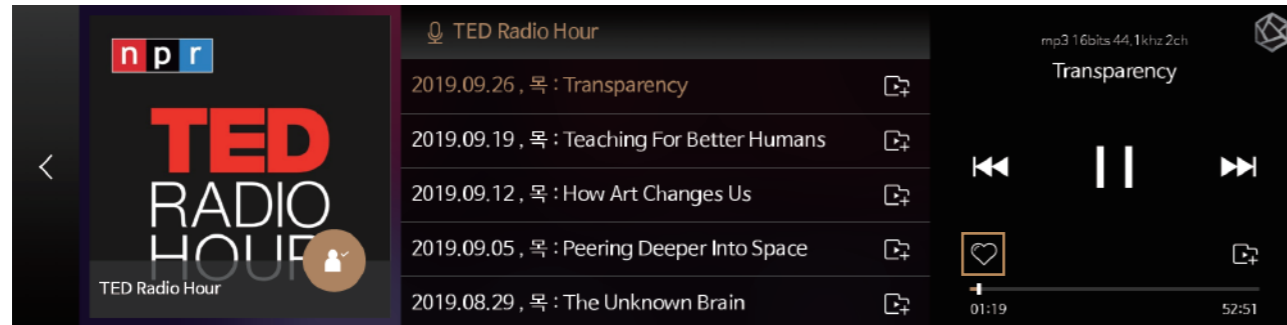 npr
TED
RADIO
HOUR
TED Radio Hour
TED Radio Hour
2019.09.26 , 목 : Transparency
2019.09.19 , 목 : Teaching For Better Humans
2019.09.12 , 목 : How Art Changes Us
2019.09.05 , 목 : Peering Deeper Into Space
2019.08.29 , 목 : The Unknown Brain
mp3 16bits 44,1khz 2ch
Transparency
01:19
52:51